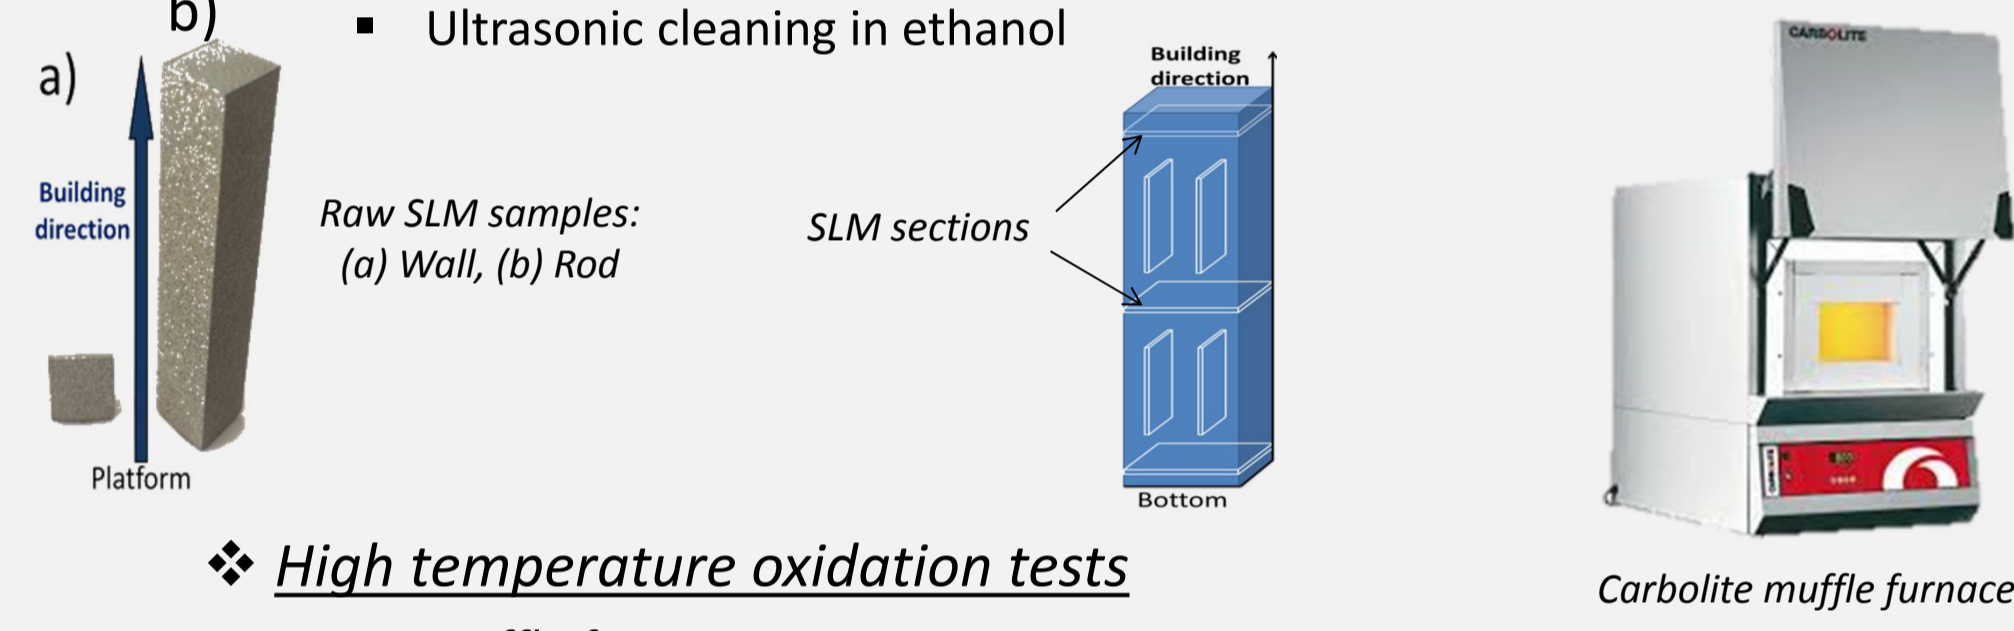 b)
▪ Ultrasonic cleaning in ethanol
a)
Building
direction
Platform
Raw SLM samples:
(a) Wall, (b) Rod
SLM sections
Building
direction
Bottom
CARBOLITE
CARBOLITE
Carbolite muffle furnace
❖ High temperature oxidation tests